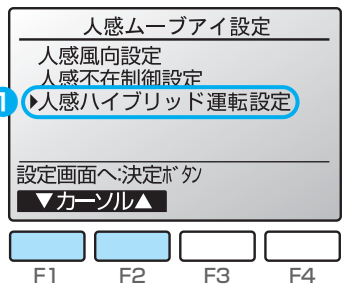 人感ムーブアイ設定
人感風向設定
人感不在制御設定
1 ▶人感ハイブリッド運転設定
設定画面へ:決定ボタン
▼カーソル▲
F1 F2 F3 F4